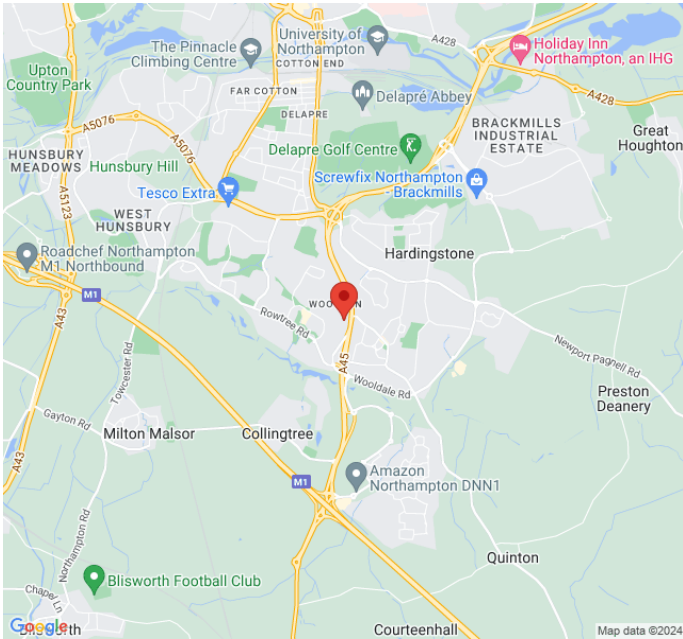 University of
Northampton
COTTON END
A428
Holiday Inn
Northampton, an IHG
The Pinnacle
Climbing Centre
Upton
Country Park
FAR COTTON
Delapré Abbey
A428
DELAPRE
BRACKMILLS
INDUSTRIAL
ESTATE
Great
Houghton
A5076
A5076
HUNSBURY
MEADOWS
Hunsbury Hill
Delapre Golf Centre
Screwfix Northampton
- Brackmills
Tesco Extra
A5123
WEST
HUNSBURY
Hardingstone
Roadchef Northampton
M1 Northbound
M1
A43
Rowtree Rd
A45
Newport Pagnell Rd
Towcester Rd
Wooldale Rd
Preston
Deanery
Gayton Rd
Milton Malsor
Collingtree
A43
M1
Amazon
Northampton DNN1
Northampton Rd
Quinton
Blisworth Football Club
Chapel Ln
Google
Courteenhall
Map data ©2024